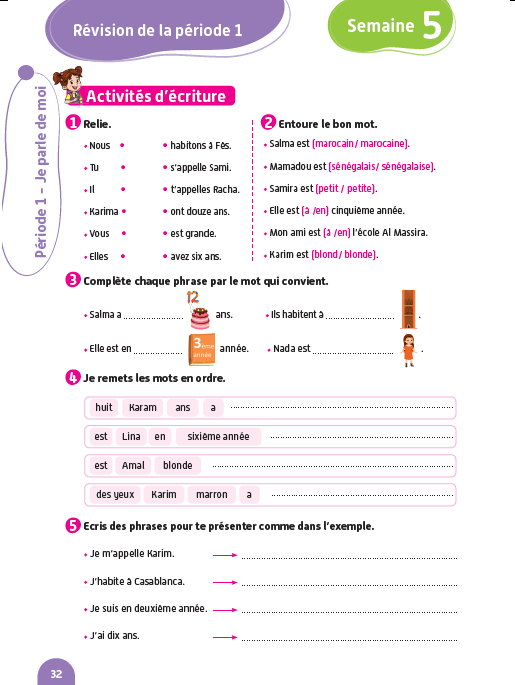 Révision de la période 1
Semaine 5
Période 1 - Je parle de moi
Activités d'écriture
1 Relie.
• Nous • • habitons à Fès.
• Tu • • s'appelle Sami.
• Il • • t'appelles Racha.
• Karima • • ont douze ans.
• Vous • • est grande.
• Elles • • avez six ans.
2 Entoure le bon mot.
• Salma est (marocain/ marocaine).
• Mamadou est (sénégalais/ sénégalaise).
• Samira est (petit / petite).
• Elle est (à /en) cinquième année.
• Mon ami est (à /en) l'école Al Massira.
• Karim est (blond/ blonde).
3 Complète chaque phrase par le mot qui convient.
• Salma a .................... 12 ans.
• Ils habitent à ....................... .
• Elle est en ................. 3ème année année.
• Nada est ........................... .
4 Je remets les mots en ordre.
huit Karam ans a
est Lina en sixième année
est Amal blonde
des yeux Karim marron a
5 Ecris des phrases pour te présenter comme dans l'exemple.
• Je m'appelle Karim.
• J'habite à Casablanca.
• Je suis en deuxième année.
• J'ai dix ans.
32